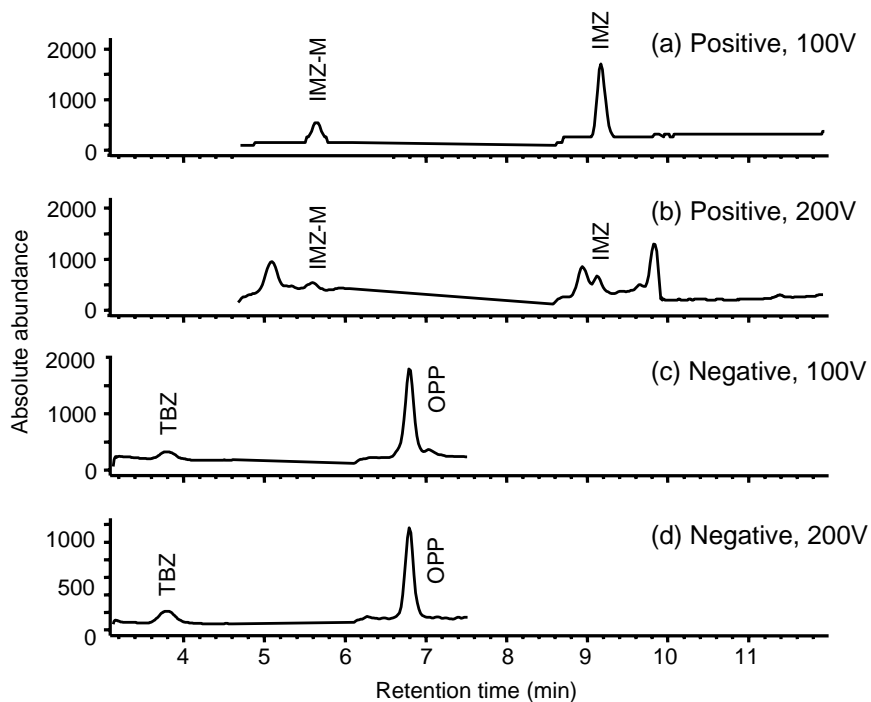 (a) Positive, 100V
2000
1000
0
IMZ-M
IMZ
(b) Positive, 200V
2000
1000
0
IMZ-M
IMZ
(c) Negative, 100V
2000
1000
0
TBZ
OPP
(d) Negative, 200V
1000
500
0
TBZ
OPP
4 5 6 7 8 9 10 11
Retention time (min)
Absolute abundance